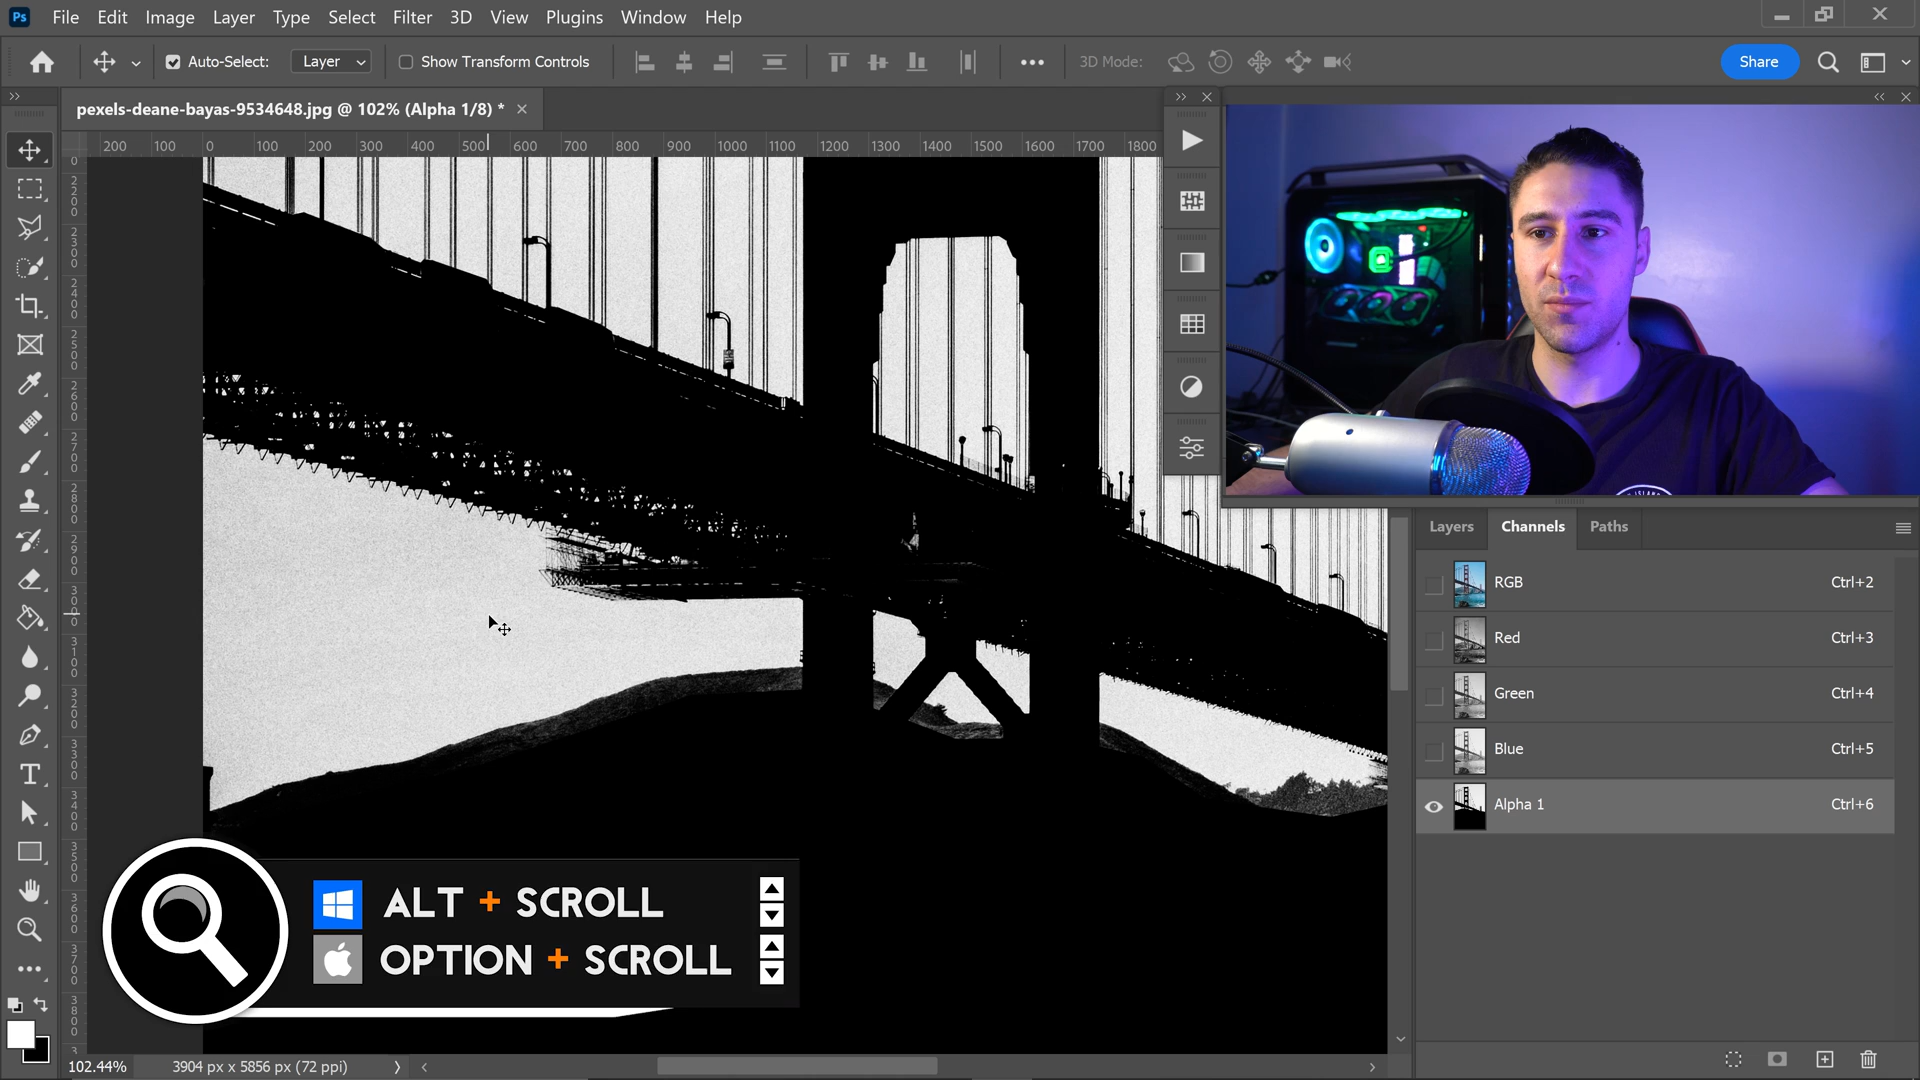 Ps File Edit Image Layer Type Select Filter 3D View Plugins Window Help
Auto-Select: Layer Show Transform Controls 3D Mode: Share
pexels-deane-bayas-9534648.jpg @ 102% (Alpha 1/8) *
200 100 0 100 200 300 400 500 600 700 800 900 1000 1100 1200 1300 1400 1500 1600 1700 1800
Layers Channels Paths
RGB Ctrl+2
Red Ctrl+3
Green Ctrl+4
Blue Ctrl+5
Alpha 1 Ctrl+6
ALT + SCROLL
OPTION + SCROLL
102.44% 3904 px x 5856 px (72 ppi)